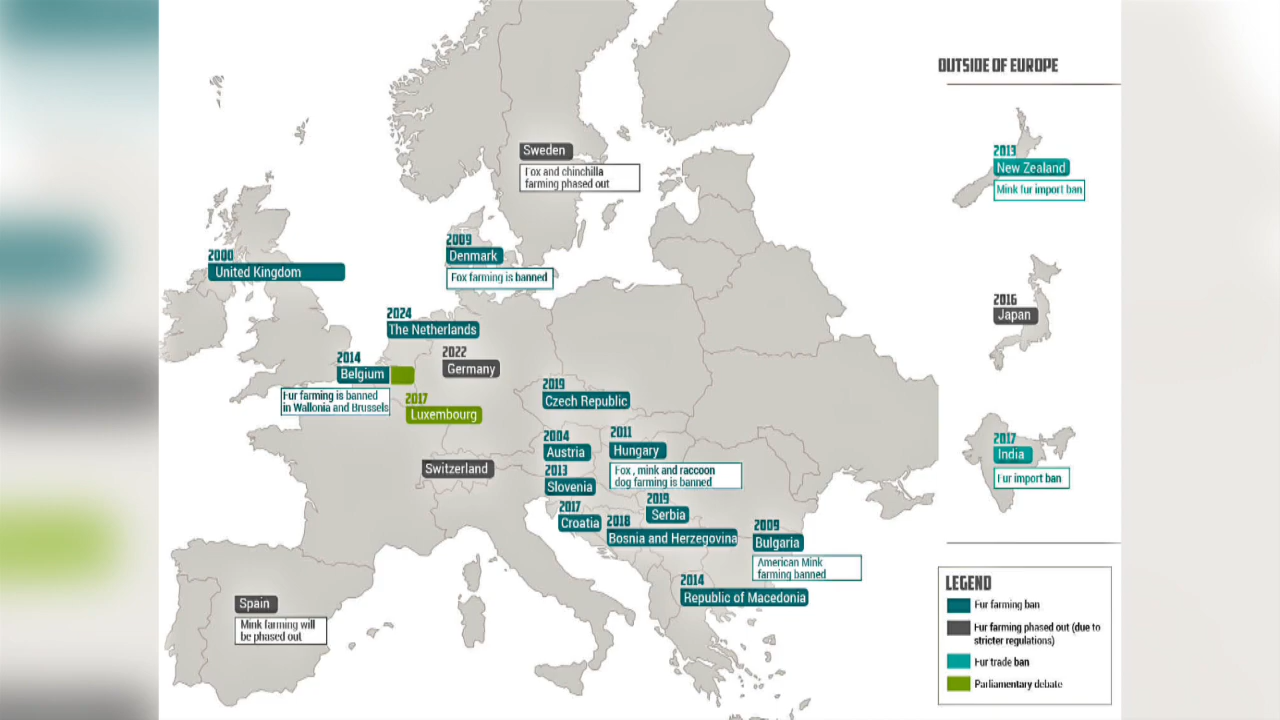 OUTSIDE OF EUROPE
Sweden
Fox and chinchilla
farming phased out
2013
New Zealand
Mink fur import ban
2000
United Kingdom
2009
Denmark
Fox farming is banned
2016
Japan
2024
The Netherlands
2022
Germany
2014
Belgium
Fur farming is banned
in Wallonia and Brussels
2017
Luxembourg
2019
Czech Republic
2004
Austria
2011
Hungary
Fox , mink and raccoon
dog farming is banned
2017
India
Fur import ban
Switzerland
2013
Slovenia
2017
Croatia
2019
Serbia
2018
Bosnia and Herzegovina
2009
Bulgaria
American Mink
farming banned
2014
Republic of Macedonia
Spain
Mink farming will
be phased out
LEGEND
Fur farming ban
Fur farming phased out (due to
stricter regulations)
Fur trade ban
Parliamentary debate